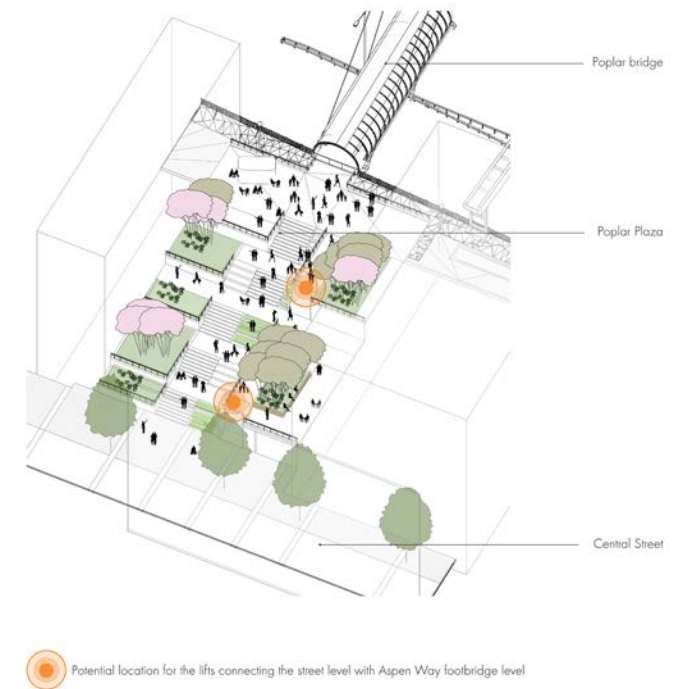 Poplar bridge
Poplar Plaza
Central Street
Potential location for the lifts connecting the street level with Aspen Way footbridge level